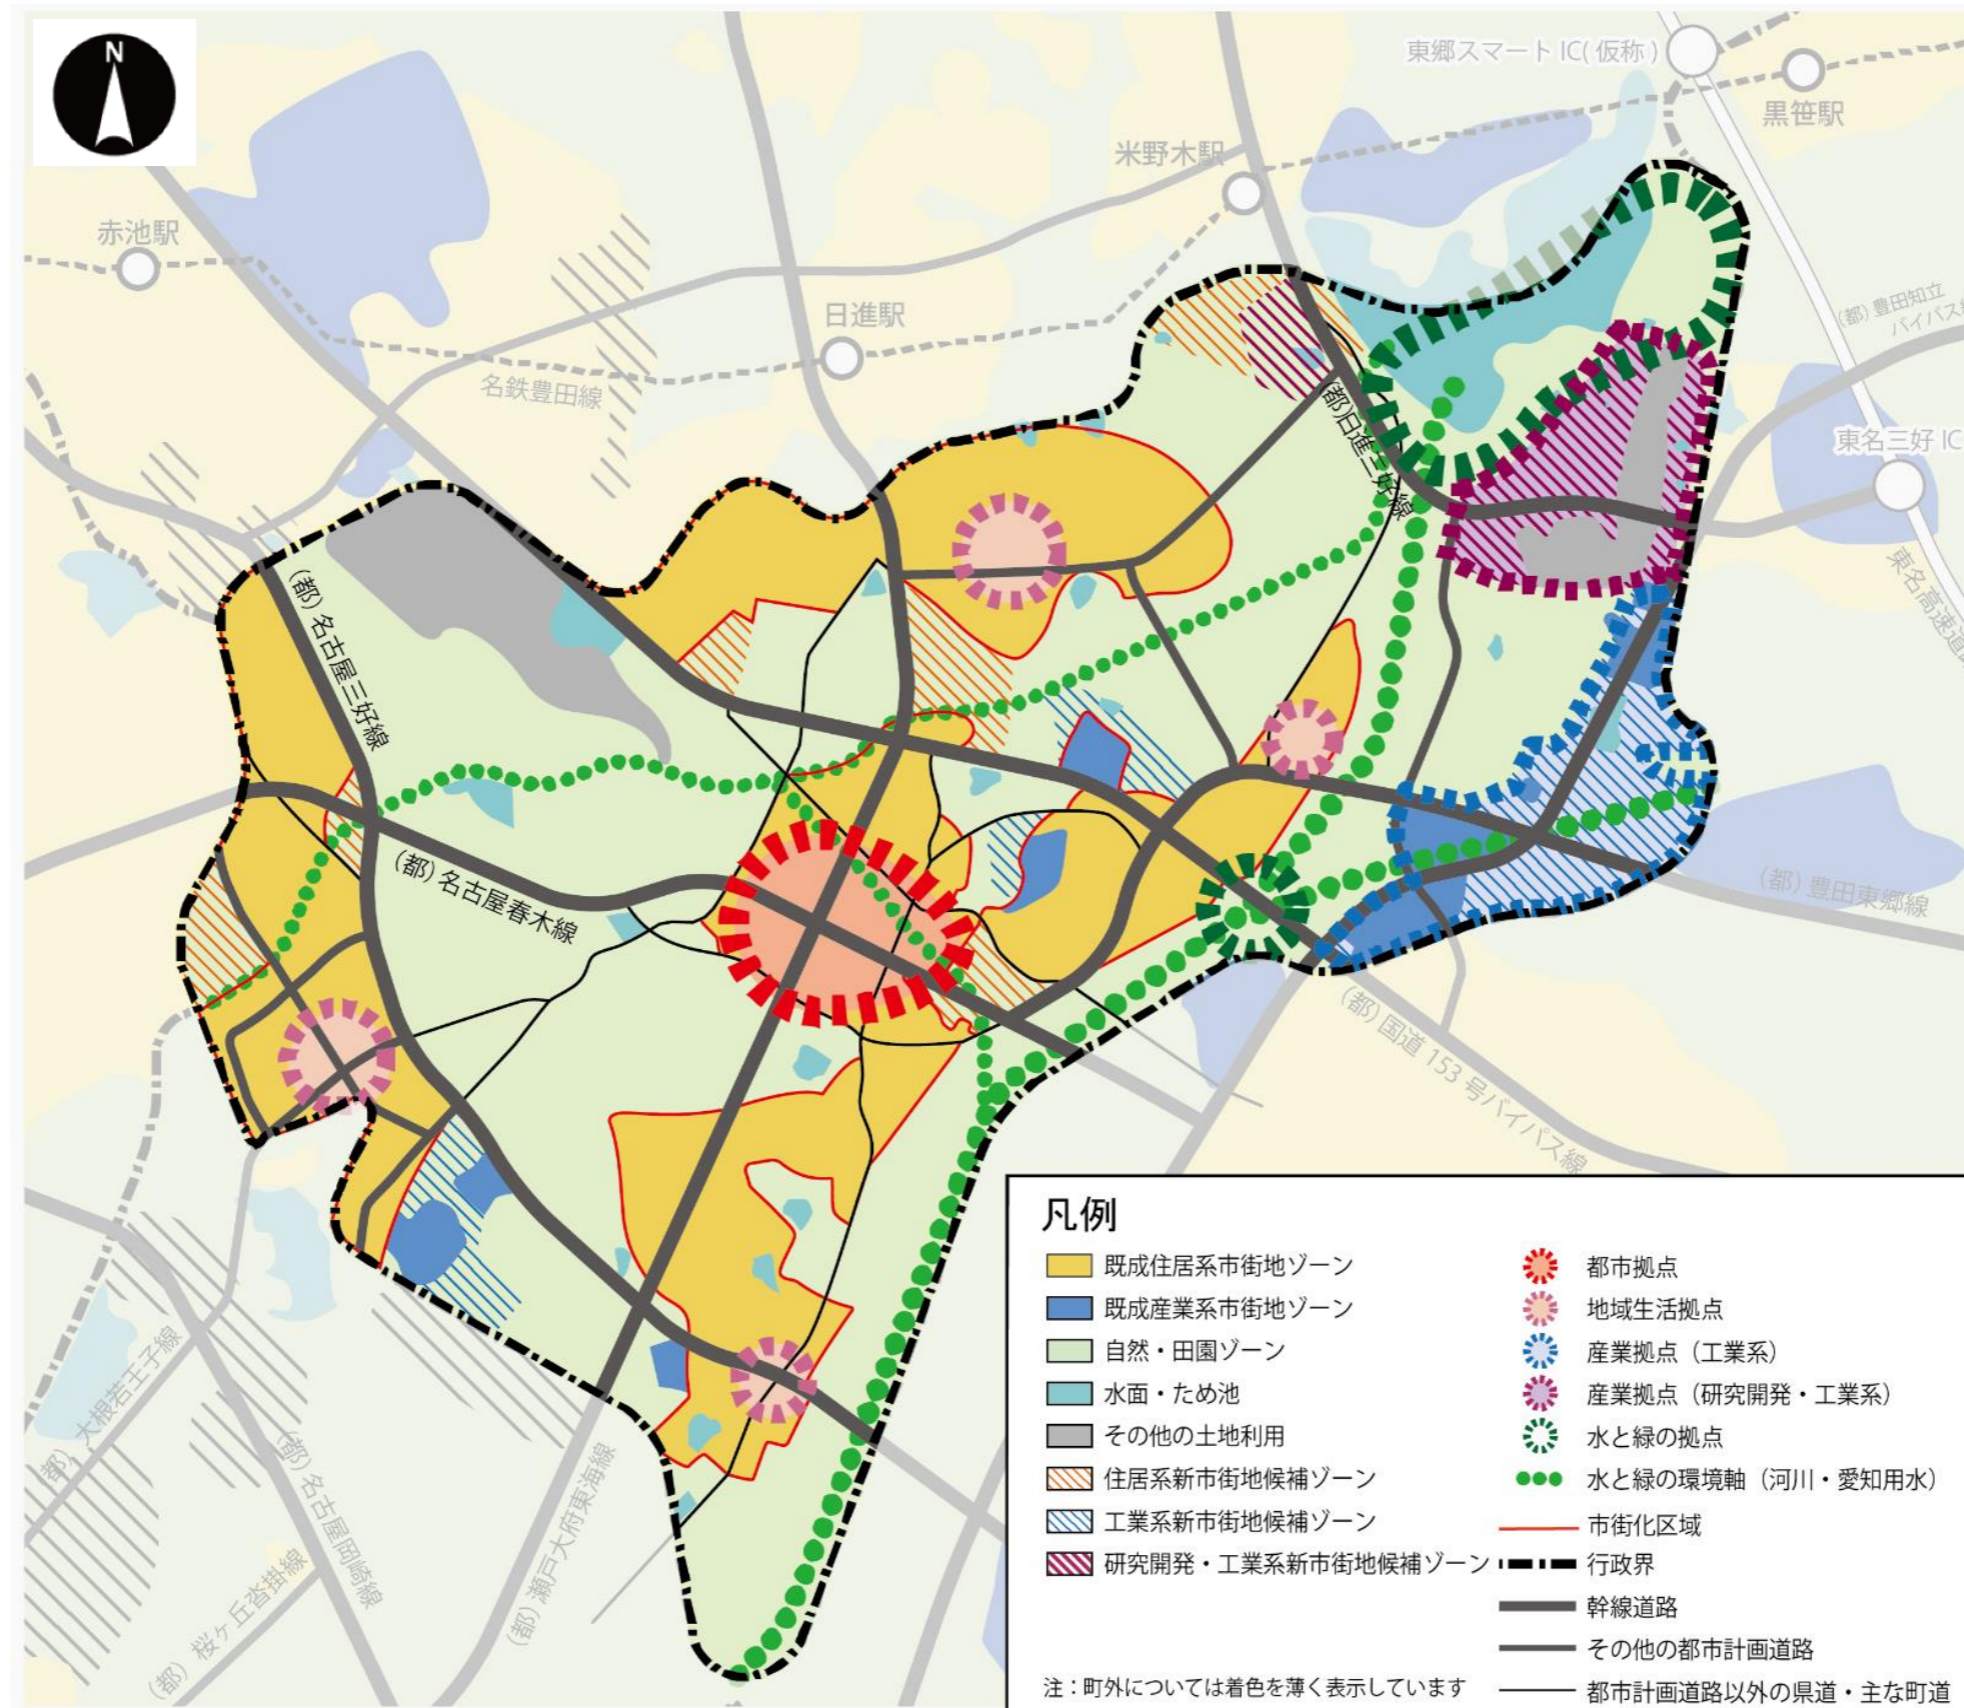 N
東郷スマートIC(仮称)
黒笹駅
米野木駅
赤池駅
(都)豊田知立
バイパス線
日進駅
名鉄豊田線
(都)日進三好線
東名三好IC
東名高速道路
(都)名古屋三好線
(都)名古屋春木線
(都)豊田東郷線
(都)国道153号バイパス線
(都)大根若王子線
(都)名古屋岡崎線
(都)瀬戸大府東海線
(都)桜ヶ丘沓掛線
凡例
既成住居系市街地ゾーン
既成産業系市街地ゾーン
自然・田園ゾーン
水面・ため池
その他の土地利用
住居系新市街地候補ゾーン
工業系新市街地候補ゾーン
研究開発・工業系新市街地候補ゾーン
都市拠点
地域生活拠点
産業拠点(工業系)
産業拠点(研究開発・工業系)
水と緑の拠点
水と緑の環境軸(河川・愛知用水)
市街化区域
行政界
幹線道路
その他の都市計画道路
都市計画道路以外の県道・主な町道
注:町外については着色を薄く表示しています